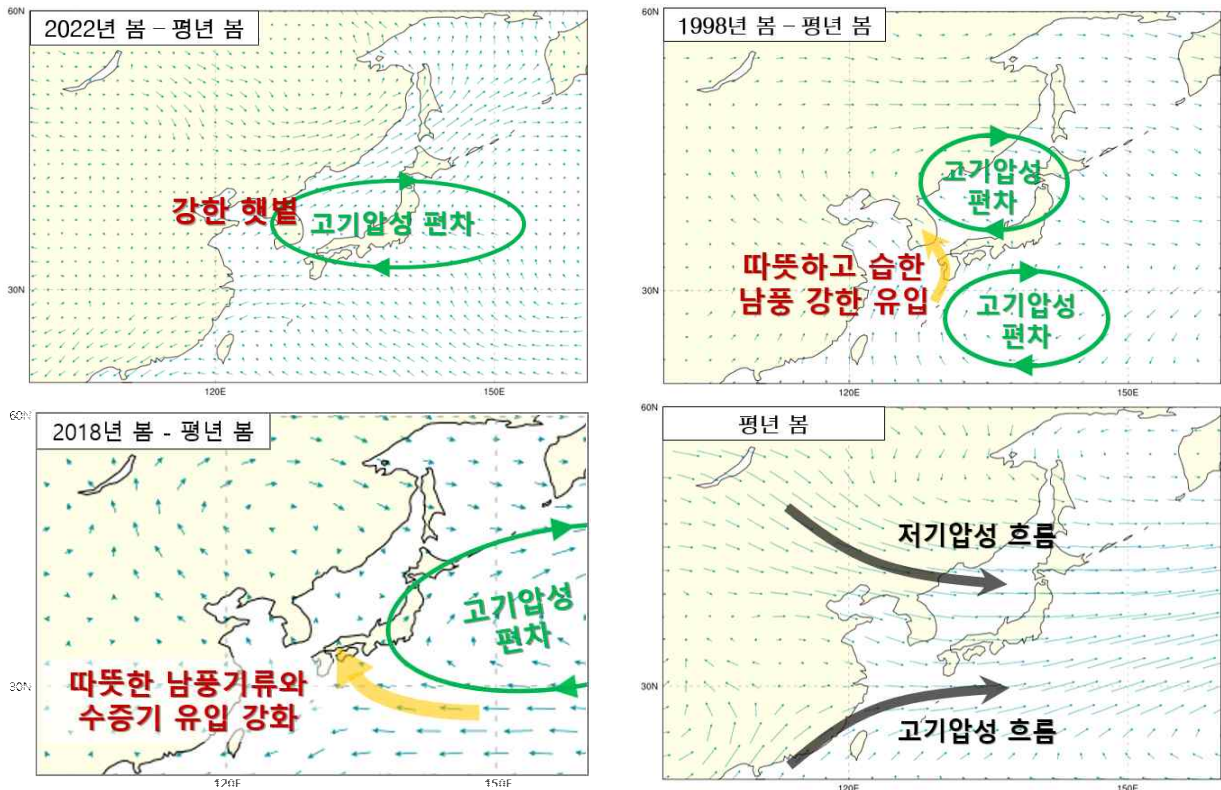 2022년 봄 – 평년 봄
60N
강한 햇볕
고기압성 편차
30N
120E
150E
1998년 봄 – 평년 봄
60N
고기압성
편차
따뜻하고 습한
남풍 강한 유입
고기압성
편차
30N
120E
150E
2018년 봄 - 평년 봄
60N
고기압성
편차
따뜻한 남풍기류와
수증기 유입 강화
30N
120E
150E
평년 봄
60N
저기압성 흐름
30N
고기압성 흐름
120E
150E